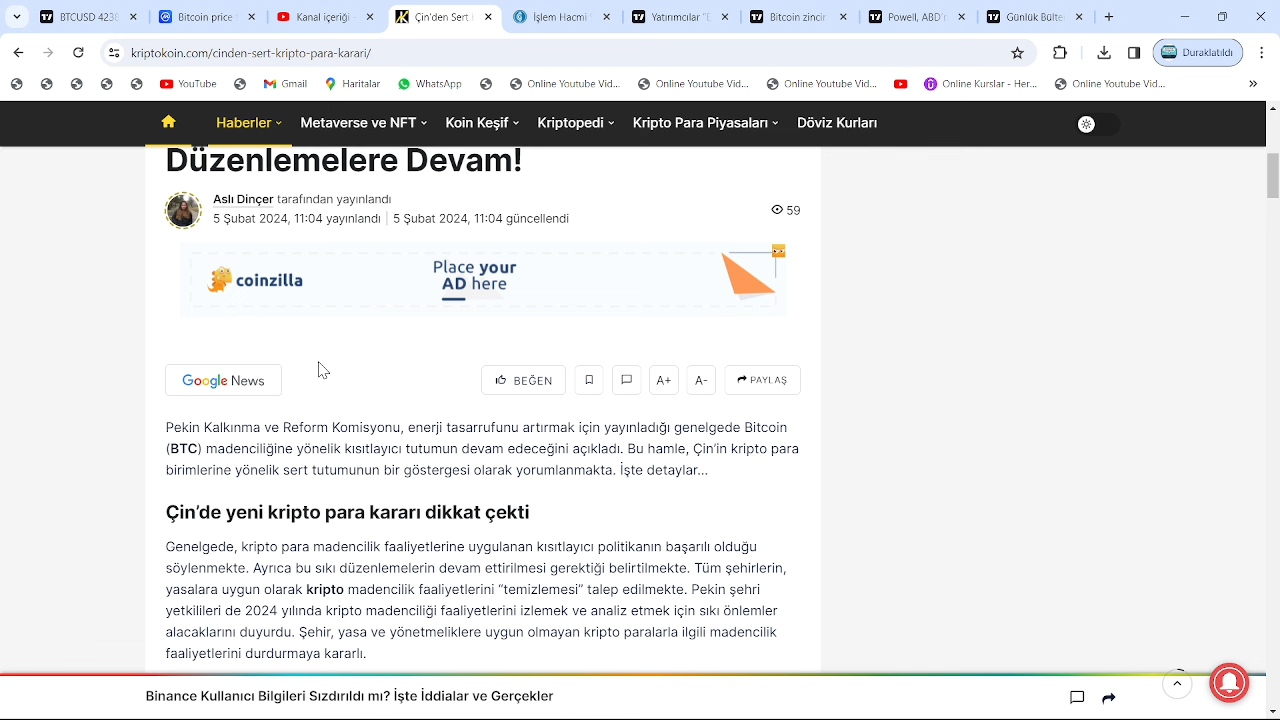 BTCUSD 4238
Bitcoin price
Kanal içeriği -
Çin'den Sert
İşlem Hacmi
Yatırımcılar
Bitcoin zincir
Powell, ABD'
Günlük Bülte
kriptokoin.com/cinden-sert-kripto-para-karari/
Duraklatıldı
YouTube
Gmail
Haritalar
WhatsApp
Online Youtube Vid...
Online Youtube Vid...
Online Youtube Vid...
Online Kurslar - Her...
Online Youtube Vid...
Haberler
Metaverse ve NFT
Koin Keşif
Kriptopedi
Kripto Para Piyasaları
Döviz Kurları
Düzenlemelere Devam!
Aslı Dinçer tarafından yayınlandı
5 Şubat 2024, 11:04 yayınlandı | 5 Şubat 2024, 11:04 güncellendi
59
coinzilla
Place your
AD here
Google News
BEĞEN
A+
A-
PAYLAŞ
Pekin Kalkınma ve Reform Komisyonu, enerji tasarrufunu artırmak için yayınladığı genelgede Bitcoin
(BTC) madenciliğine yönelik kısıtlayıcı tutumun devam edeceğini açıkladı. Bu hamle, Çin'in kripto para
birimlerine yönelik sert tutumunun bir göstergesi olarak yorumlanmakta. İşte detaylar...
Çin'de yeni kripto para kararı dikkat çekti
Genelgede, kripto para madencilik faaliyetlerine uygulanan kısıtlayıcı politikanın başarılı olduğu
söylenmekte. Ayrıca bu sıkı düzenlemelerin devam ettirilmesi gerektiği belirtilmekte. Tüm şehirlerin,
yasalara uygun olarak kripto madencilik faaliyetlerini "temizlemesi" talep edilmekte. Pekin şehri
yetkilileri de 2024 yılında kripto madenciliği faaliyetlerini izlemek ve analiz etmek için sıkı önlemler
alacaklarını duyurdu. Şehir, yasa ve yönetmeliklere uygun olmayan kripto paralarla ilgili madencilik
faaliyetlerini durdurmaya kararlı.
Binance Kullanıcı Bilgileri Sızdırıldı mı? İşte İddialar ve Gerçekler